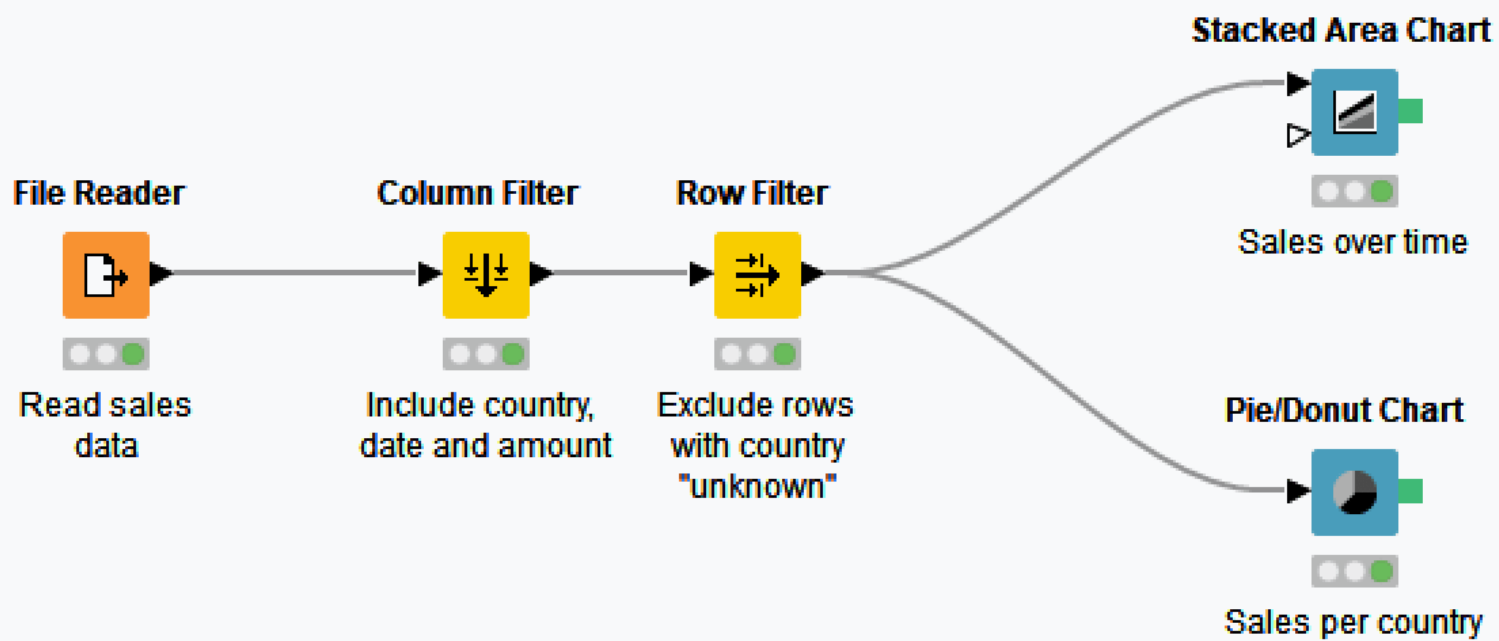 Stacked Area Chart
Sales over time
File Reader
Read sales
data
Column Filter
Include country,
date and amount
Row Filter
Exclude rows
with country
"unknown"
Pie/Donut Chart
Sales per country